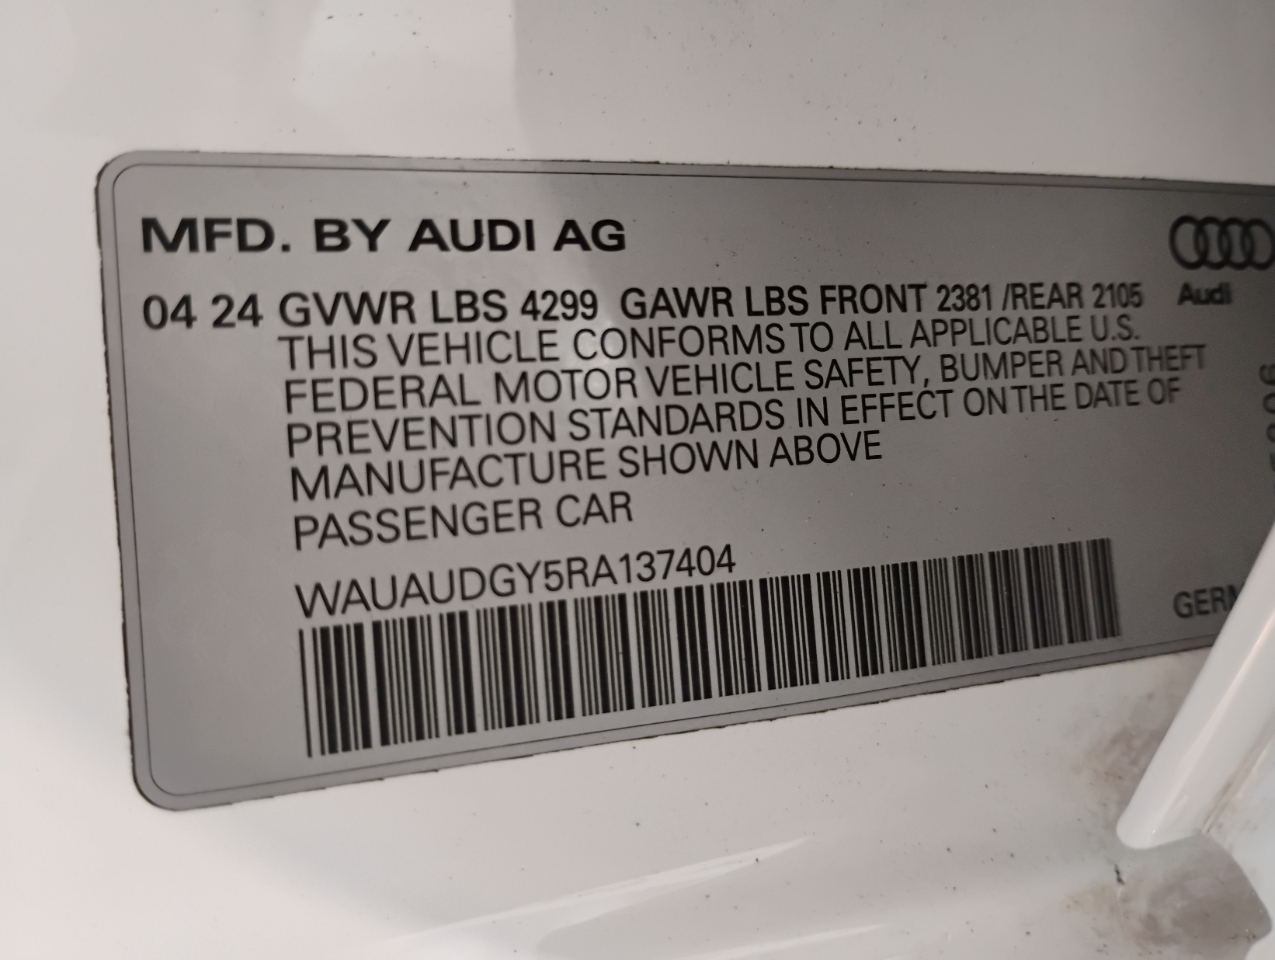 MFD. BY AUDI AG
Audi
04 24 GVWR LBS 4299 GAWR LBS FRONT 2381 /REAR 2105
THIS VEHICLE CONFORMS TO ALL APPLICABLE U.S.
FEDERAL MOTOR VEHICLE SAFETY, BUMPER AND THEFT
PREVENTION STANDARDS IN EFFECT ON THE DATE OF
MANUFACTURE SHOWN ABOVE
PASSENGER CAR
WAUAUDGY5RA137404